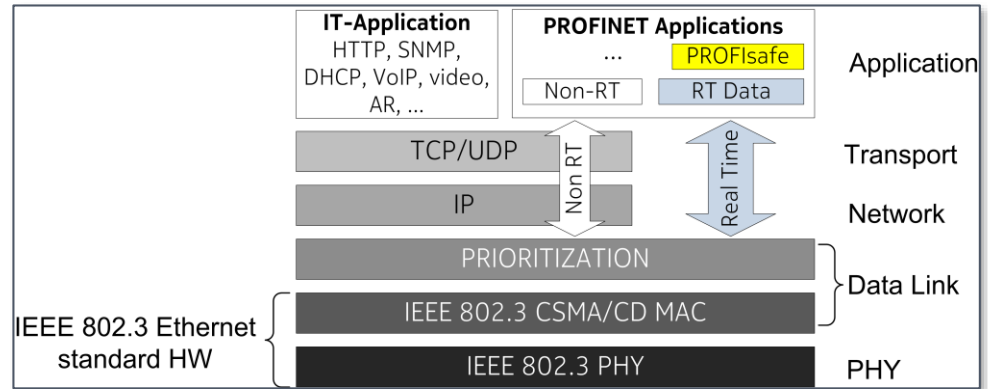 IT-Application
HTTP, SNMP,
DHCP, VoIP, video,
AR, ...
PROFINET Applications
...
PROFIsafe
Non-RT
RT Data
Application
TCP/UDP
Non RT
Real Time
Transport
IP
Network
PRIORITIZATION
Data Link
IEEE 802.3 CSMA/CD MAC
IEEE 802.3 Ethernet
standard HW
IEEE 802.3 PHY
PHY